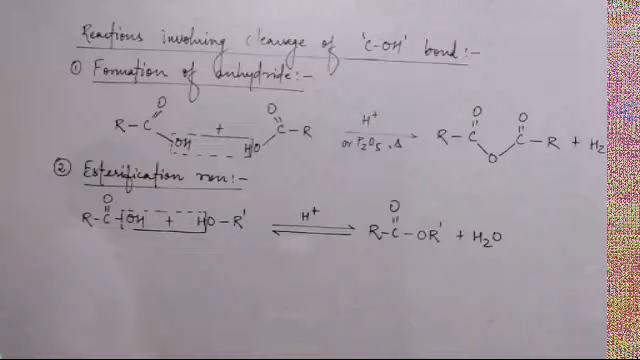 Reactions involving cleavage of 'C-OH' bond:-
① Formation of anhydride:-
R-C(=O)-OH + HO-C(=O)-R H⁺ or P₂O₅, Δ → R-C(=O)-O-C(=O)-R + H₂
② Esterification rxn:-
R-C(=O)-OH + HO-R' H⁺ ⇌ R-C(=O)-OR' + H₂O